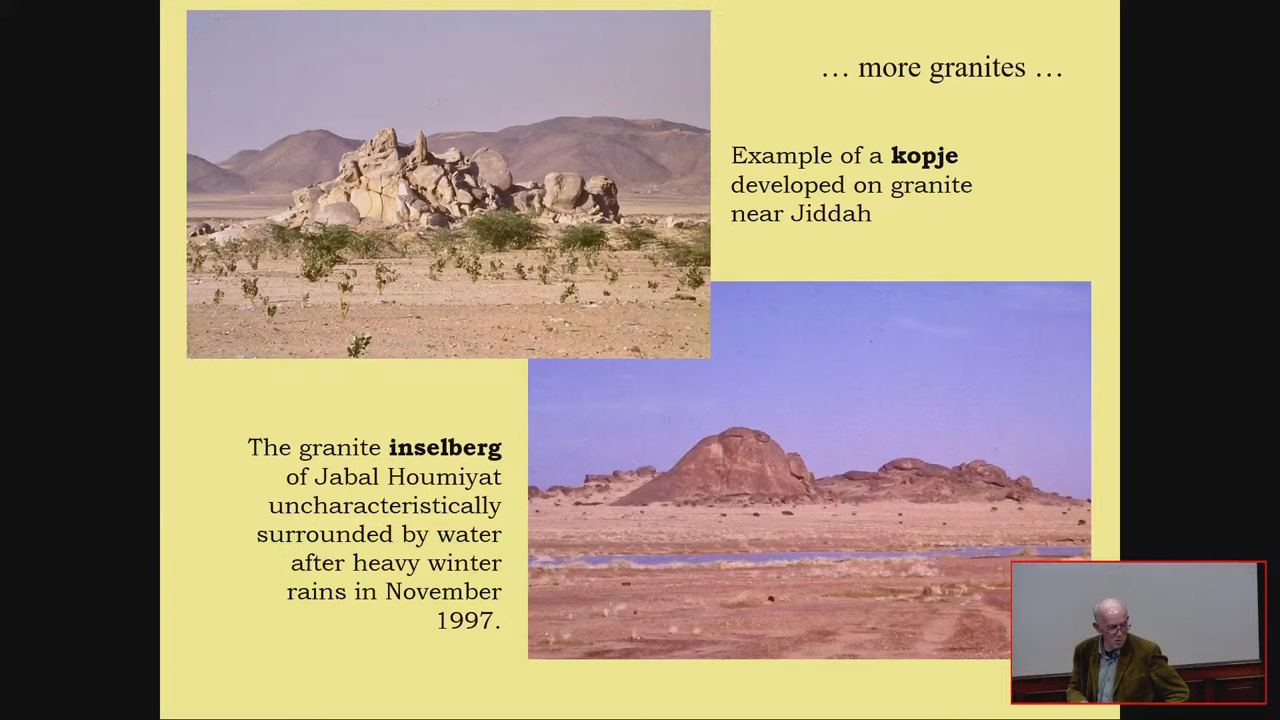 … more granites …
Example of a kopje
developed on granite
near Jiddah
The granite inselberg
of Jabal Houmiyat
uncharacteristically
surrounded by water
after heavy winter
rains in November
1997.